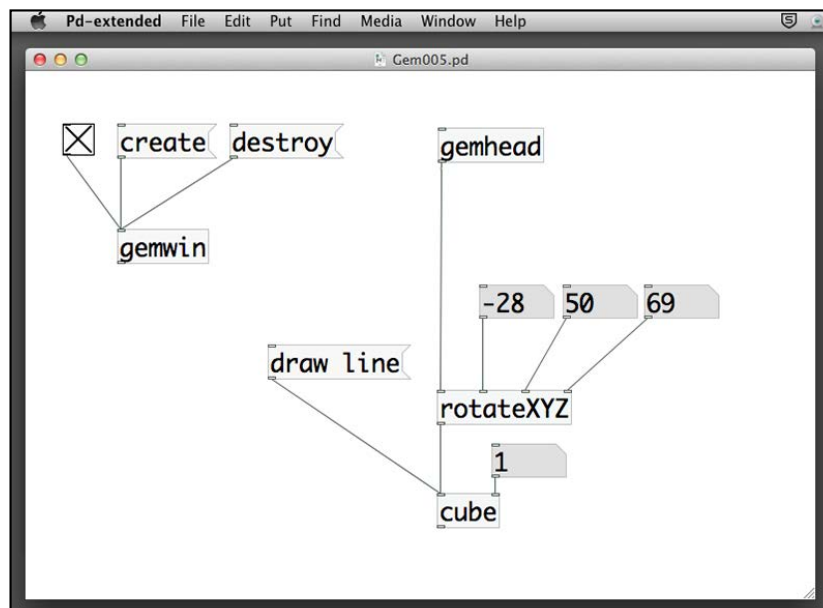 Pd-extended File Edit Put Find Media Window Help
Gem005.pd
create destroy
gemhead
gemwin
-28 50 69
draw line
rotateXYZ
1
cube